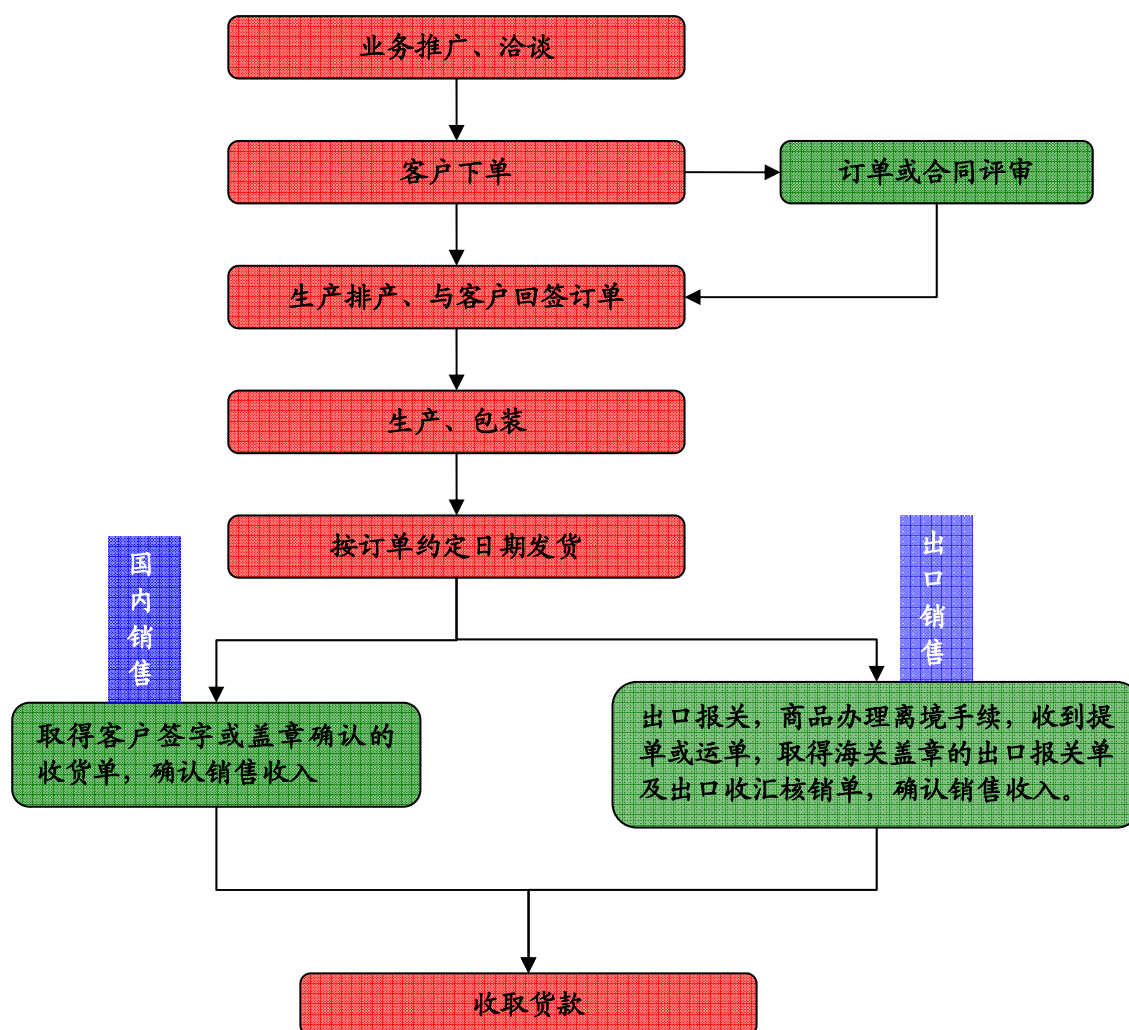 业务推广、洽谈
客户下单
订单或合同评审
生产排产、与客户回签订单
生产、包装
按订单约定日期发货
国内销售
出口销售
取得客户签字或盖章确认的
收货单，确认销售收入
出口报关，商品办理离境手续，收到提
单或运单，取得海关盖章的出口报关单
及出口收汇核销单，确认销售收入。
收取货款